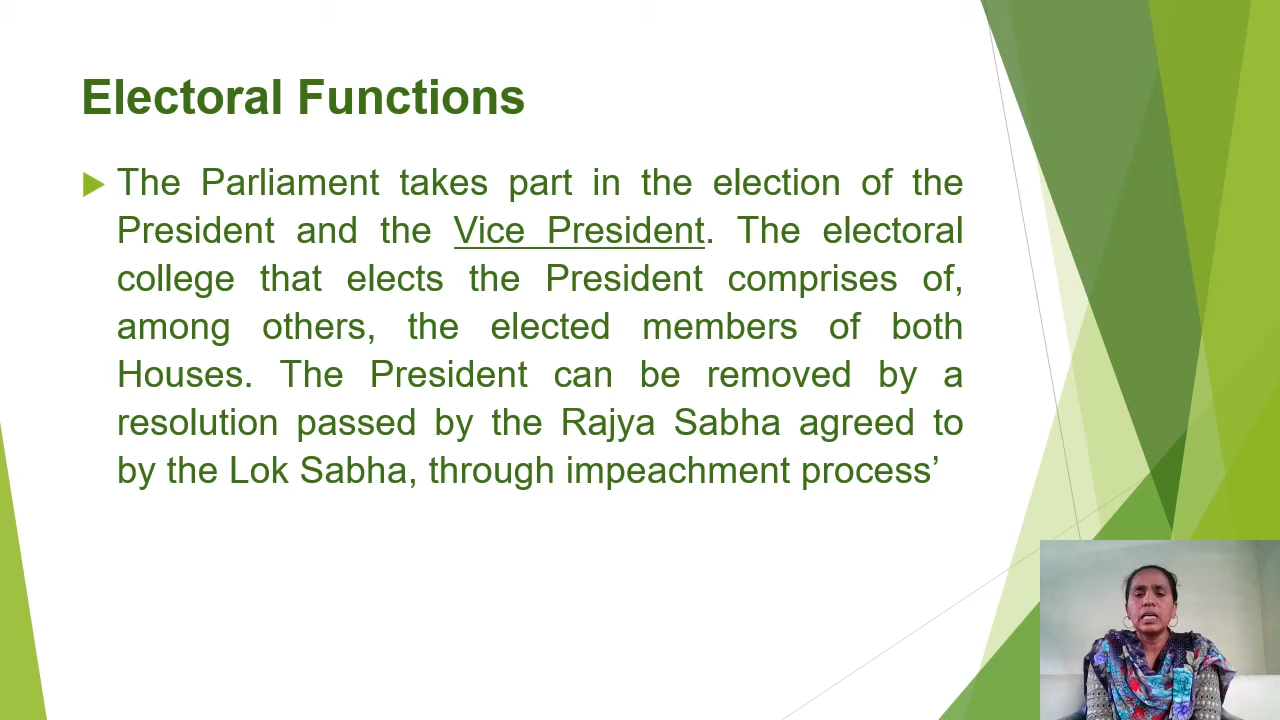 Electoral Functions
The Parliament takes part in the election of the
President and the Vice President. The electoral
college that elects the President comprises of,
among others, the elected members of both
Houses. The President can be removed by a
resolution passed by the Rajya Sabha agreed to
by the Lok Sabha, through impeachment process’